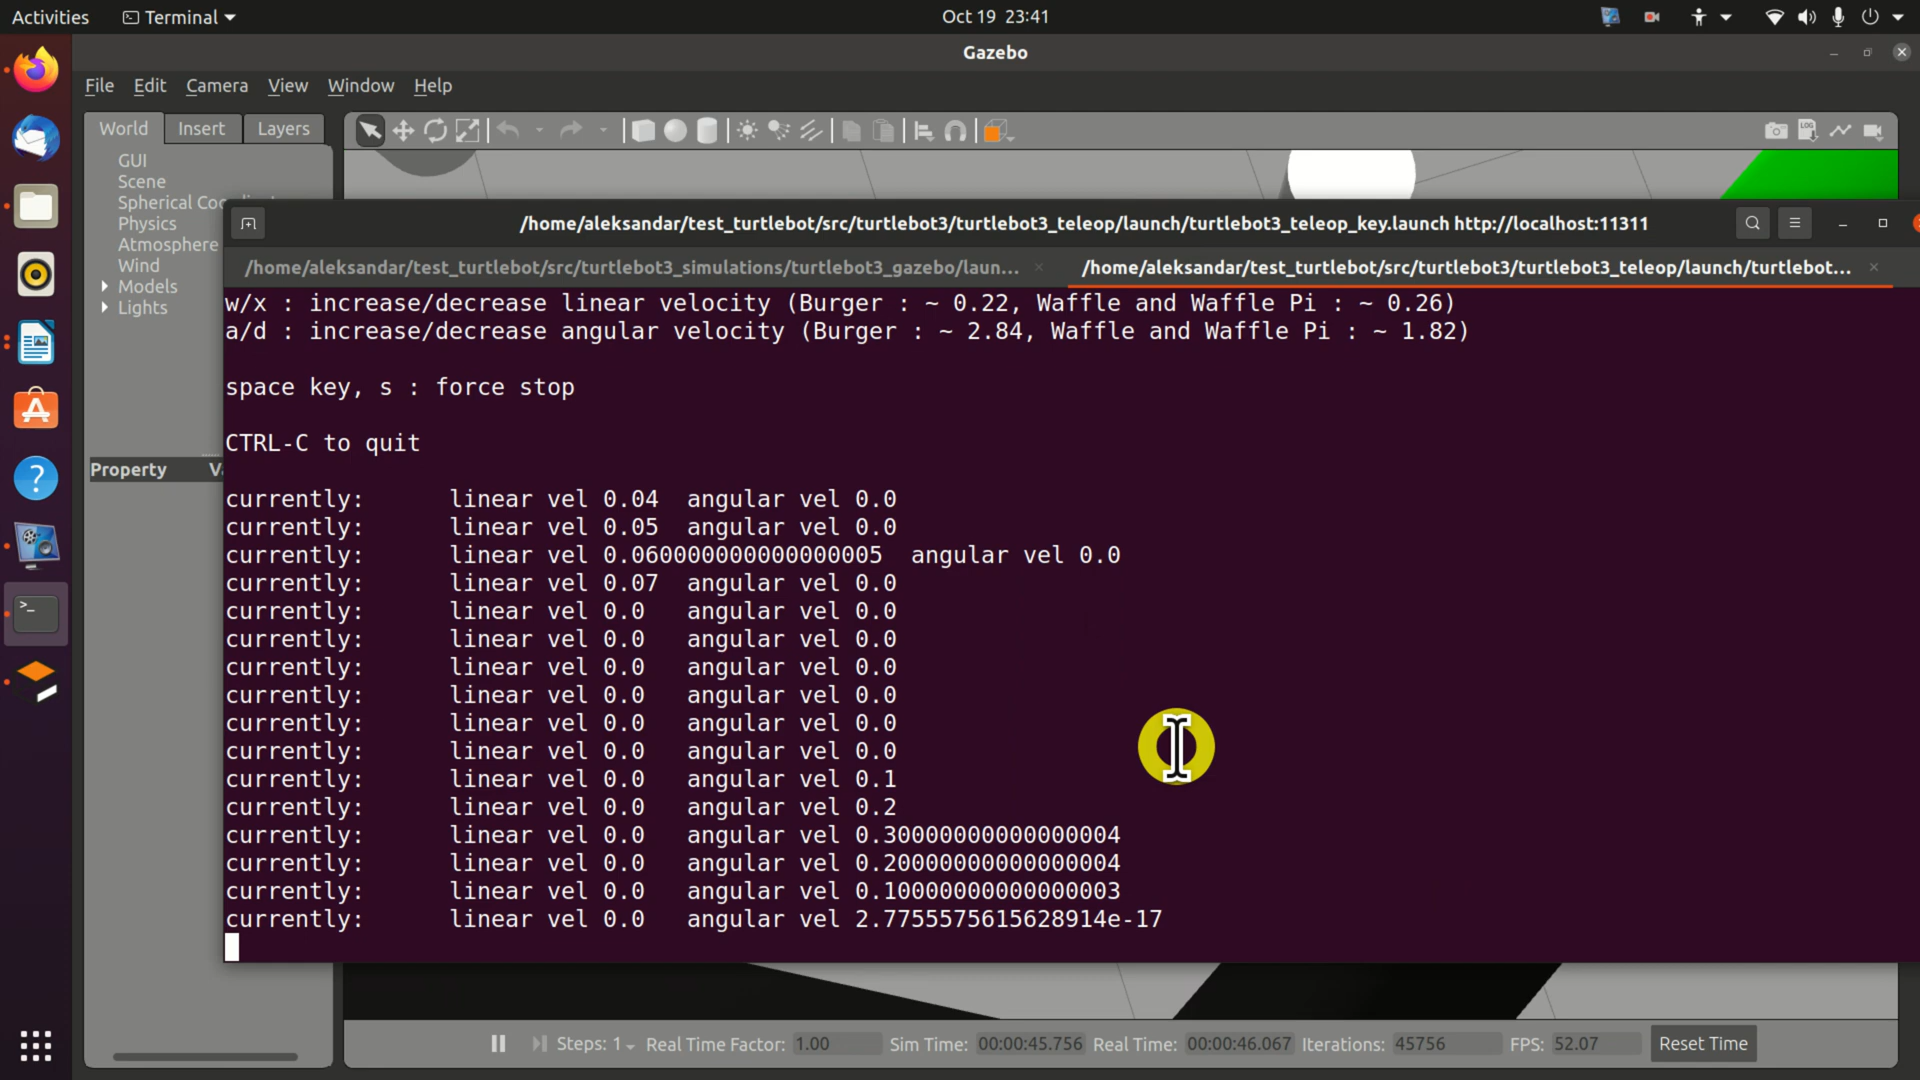 Activities Terminal Oct 19 23:41
Gazebo
File Edit Camera View Window Help
World Insert Layers
GUI
Scene
Spherical
Physics
Atmosphere
Wind
Models
Lights
Property
/home/aleksandar/test_turtlebot/src/turtlebot3/turtlebot3_teleop/launch/turtlebot3_teleop_key.launch http://localhost:11311
/home/aleksandar/test_turtlebot/src/turtlebot3_simulations/turtlebot3_gazebo/laun... /home/aleksandar/test_turtlebot/src/turtlebot3/turtlebot3_teleop/launch/turtlebot...
w/x : increase/decrease linear velocity (Burger : ~ 0.22, Waffle and Waffle Pi : ~ 0.26)
a/d : increase/decrease angular velocity (Burger : ~ 2.84, Waffle and Waffle Pi : ~ 1.82)
space key, s : force stop
CTRL-C to quit
currently: linear vel 0.04 angular vel 0.0
currently: linear vel 0.05 angular vel 0.0
currently: linear vel 0.060000000000000005 angular vel 0.0
currently: linear vel 0.07 angular vel 0.0
currently: linear vel 0.0 angular vel 0.0
currently: linear vel 0.0 angular vel 0.0
currently: linear vel 0.0 angular vel 0.0
currently: linear vel 0.0 angular vel 0.0
currently: linear vel 0.0 angular vel 0.0
currently: linear vel 0.0 angular vel 0.0
currently: linear vel 0.0 angular vel 0.1
currently: linear vel 0.0 angular vel 0.2
currently: linear vel 0.0 angular vel 0.30000000000000004
currently: linear vel 0.0 angular vel 0.20000000000000004
currently: linear vel 0.0 angular vel 0.10000000000000003
currently: linear vel 0.0 angular vel 2.7755575615628914e-17
Steps: 1 Real Time Factor: 1.00 Sim Time: 00:00:45.756 Real Time: 00:00:46.067 Iterations: 45756 FPS: 52.07 Reset Time